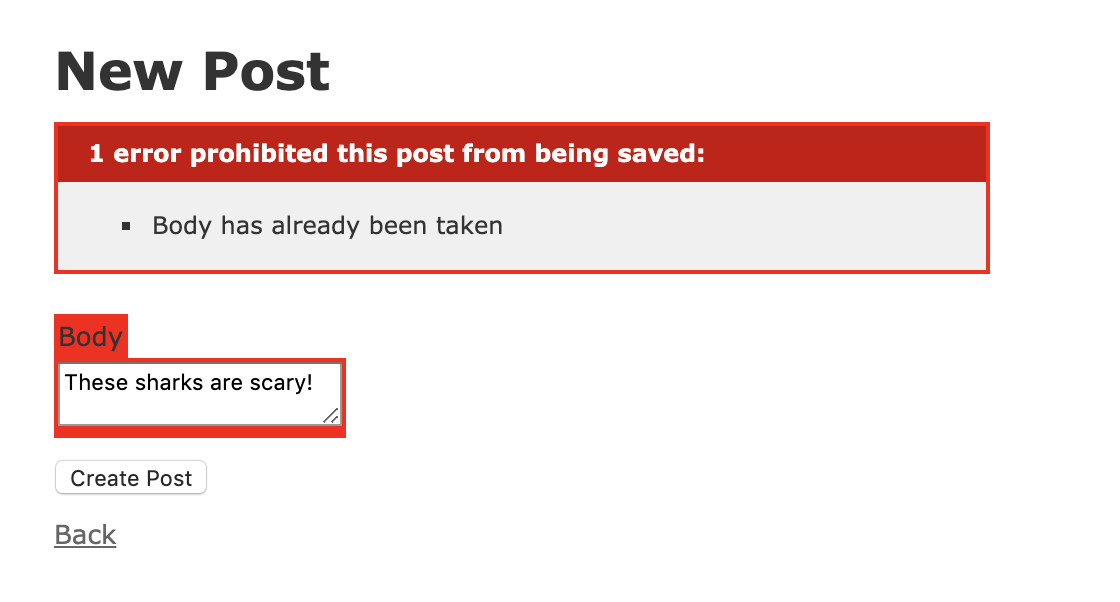 New Post
1 error prohibited this post from being saved:
Body has already been taken
Body
These sharks are scary!
Create Post
Back